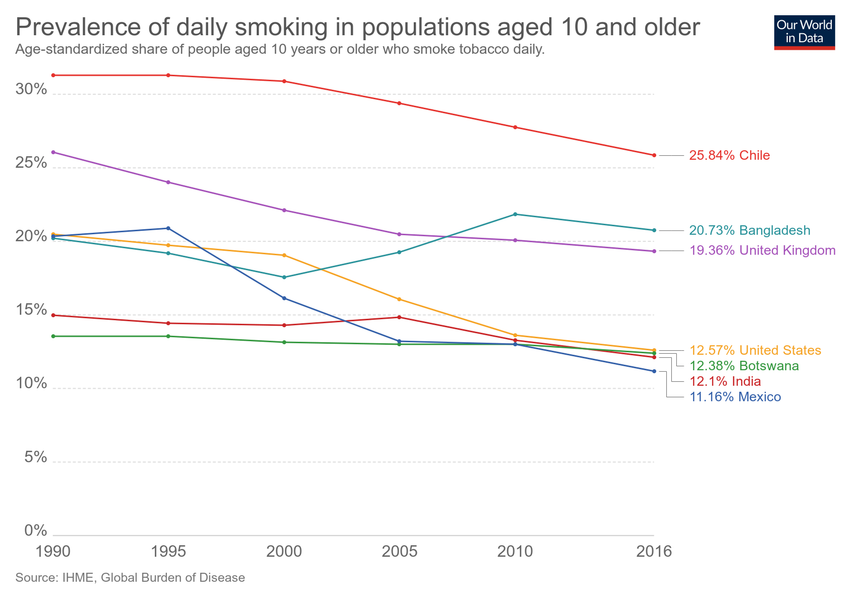 Prevalence of daily smoking in populations aged 10 and older
Age-standardized share of people aged 10 years or older who smoke tobacco daily.
Our World
in Data
30%
25%
20%
15%
10%
5%
0%
25.84% Chile
20.73% Bangladesh
19.36% United Kingdom
12.57% United States
12.38% Botswana
12.1% India
11.16% Mexico
1990 1995 2000 2005 2010 2016
Source: IHME, Global Burden of Disease